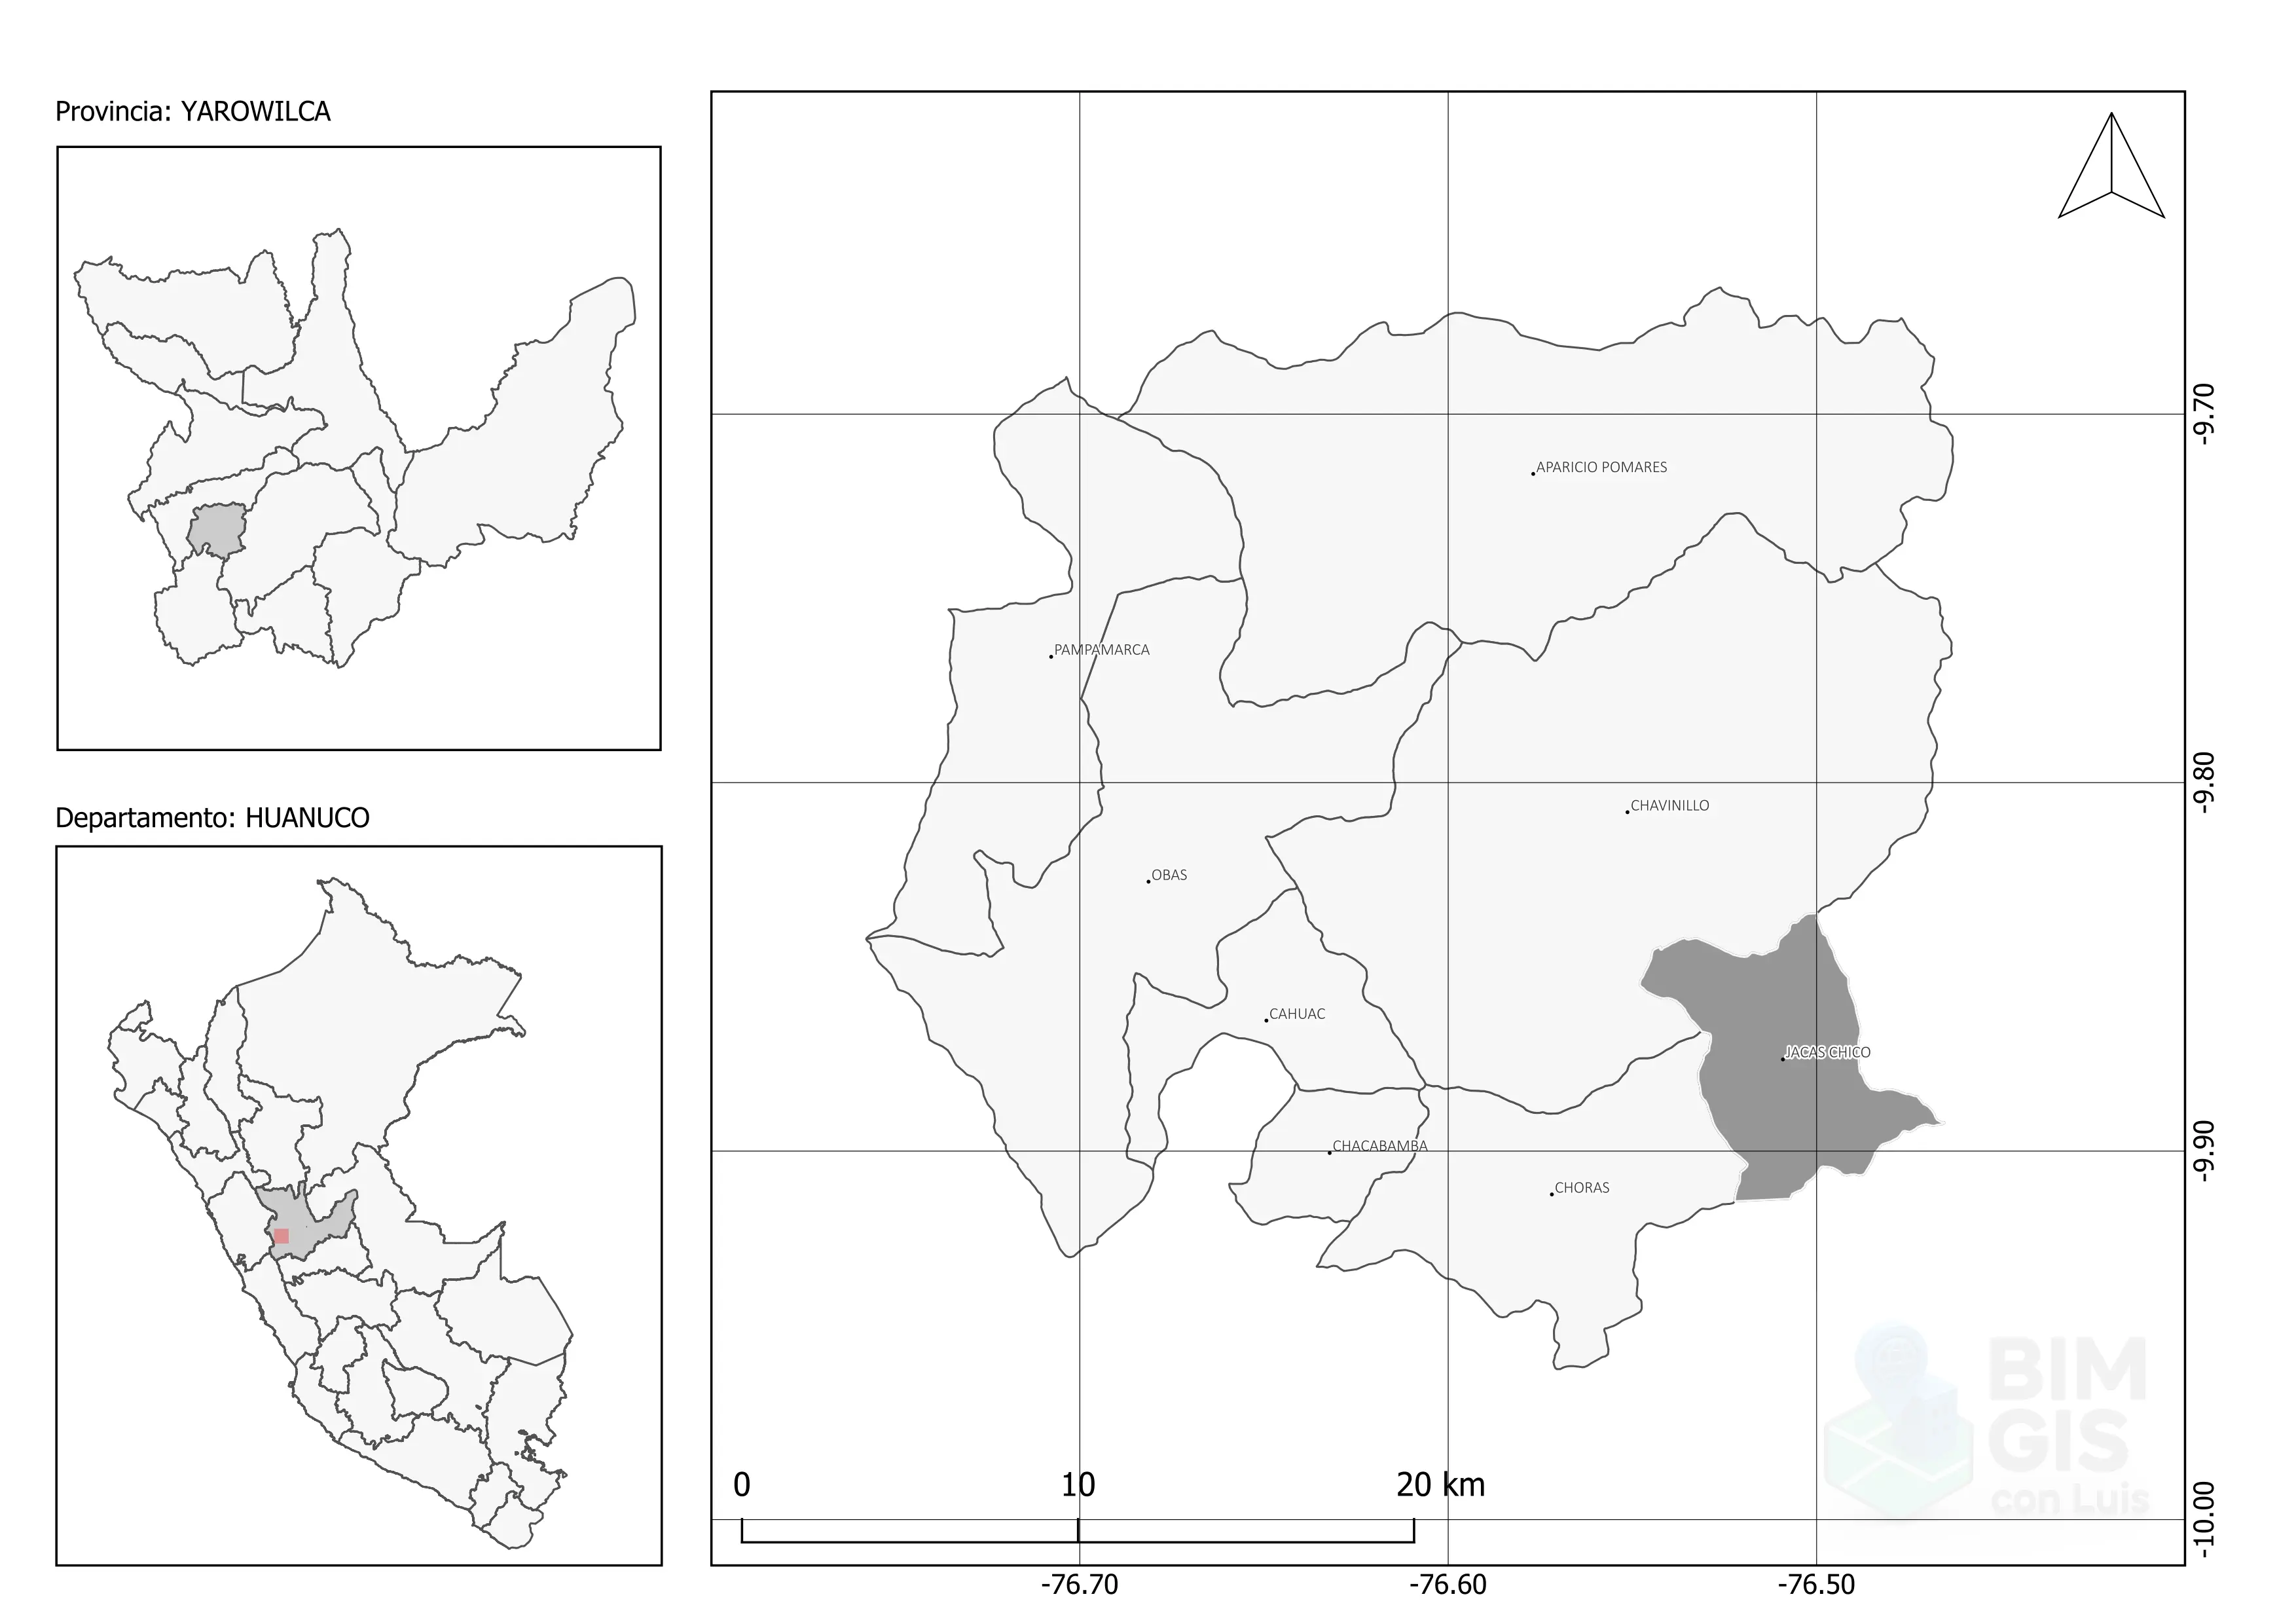 Provincia: YAROWILCA
Departamento: HUANUCO
APARICIO POMARES
PAMPAMARCA
CHAVINILLO
OBAS
CAHUAC
JACAS CHICO
CHACABAMBA
CHORAS
-9.70
-9.80
-9.90
-10.00
0 10 20 km
-76.70 -76.60 -76.50
BIM
GIS
con Luis